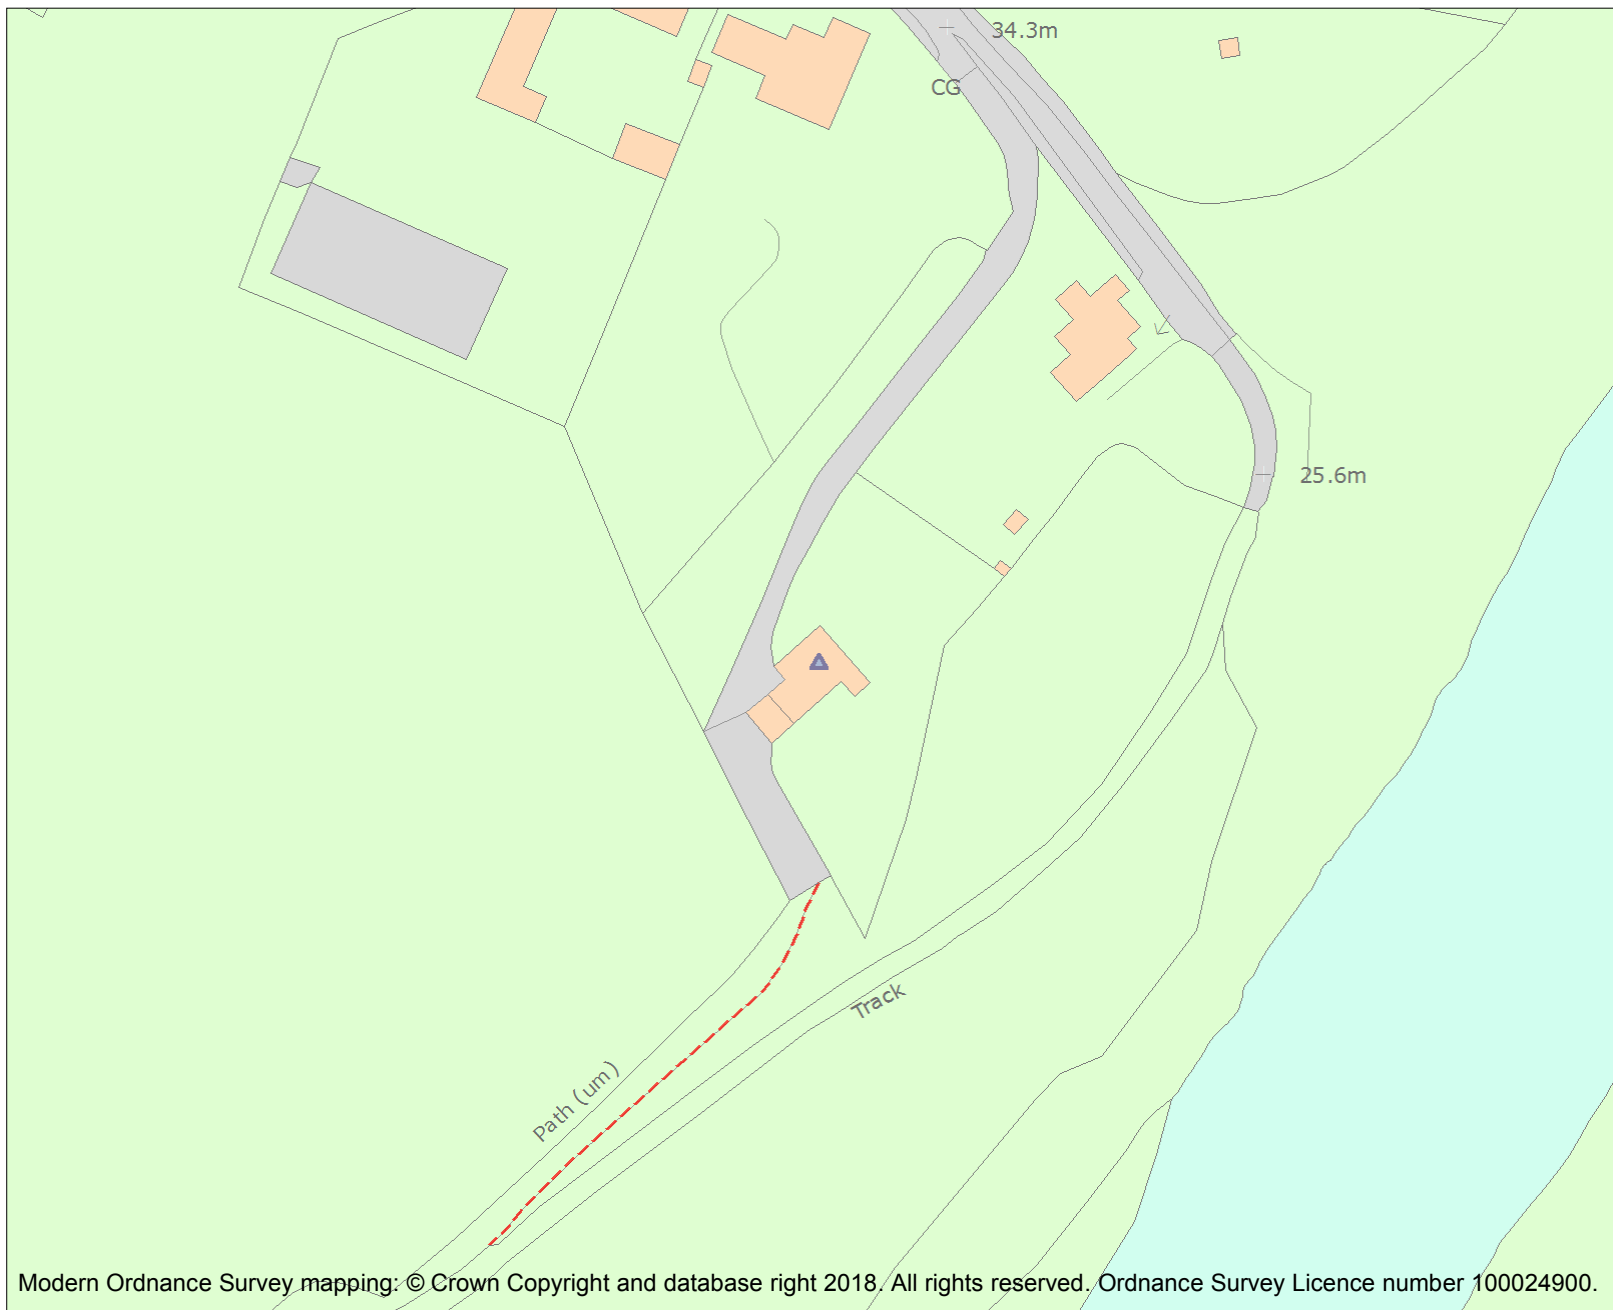 34.3m
CG
25.6m
Track
Path (um)
Modern Ordnance Survey mapping: © Crown Copyright and database right 2018. All rights reserved. Ordnance Survey Licence number 100024900.